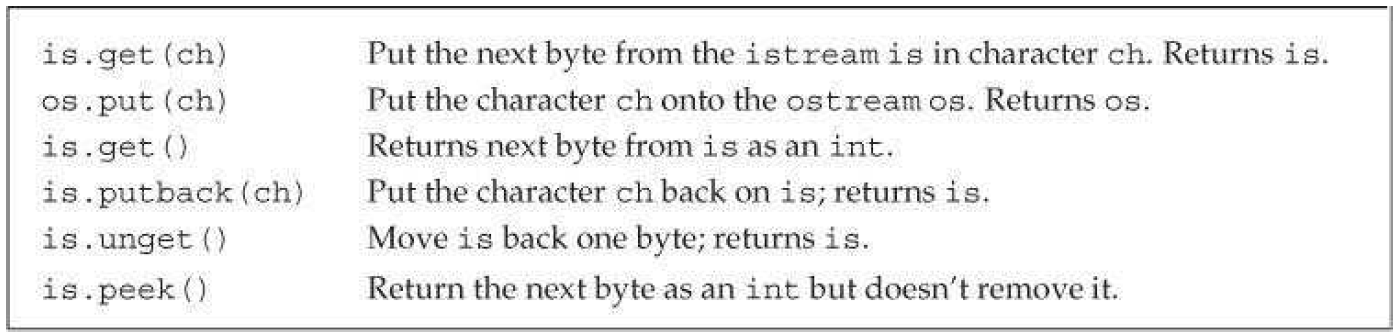 is.get(ch) Put the next byte from the istream is in character ch. Returns is.
os.put(ch) Put the character ch onto the ostream os. Returns os.
is.get() Returns next byte from is as an int.
is.putback(ch) Put the character ch back on is; returns is.
is.unget() Move is back one byte; returns is.
is.peek() Return the next byte as an int but doesn't remove it.